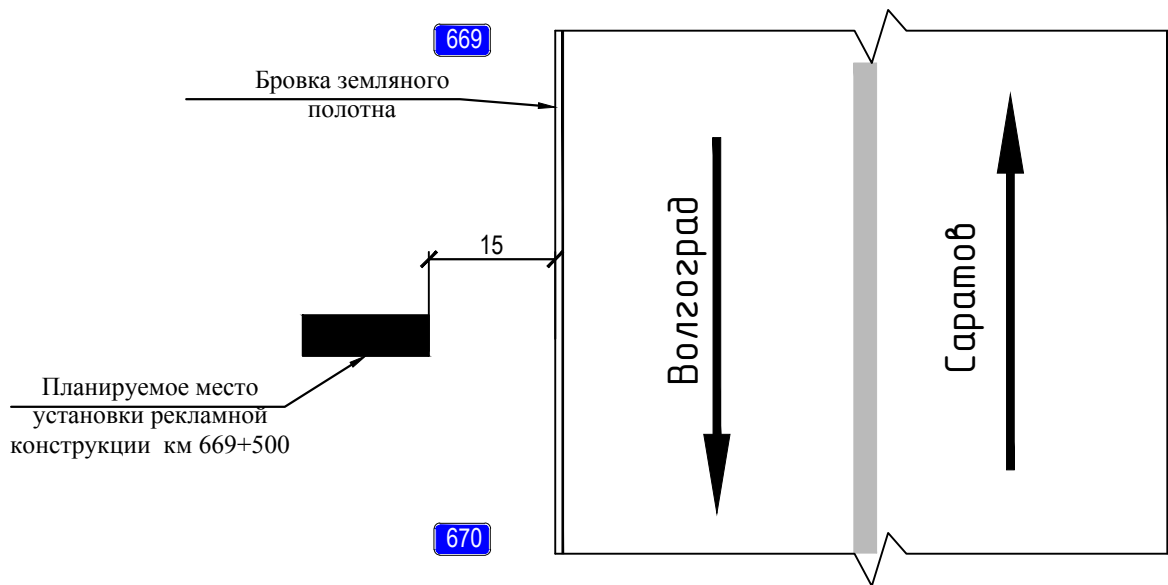 669
Бровка земляного
полотна
15
Планируемое место
установки рекламной
конструкции км 669+500
670
Волгоград
Саратов